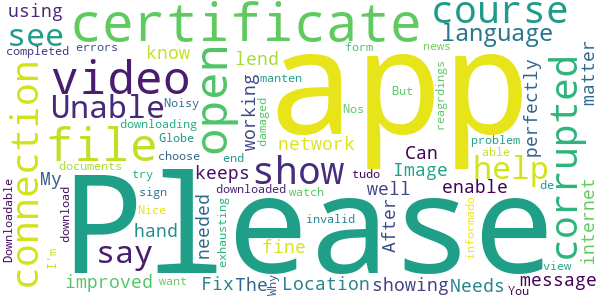 using
certificate
course
completed
errors
form
news
see
know
lend
manten
language
video
open
app
matter
Unable
Noisy
But
reagrdings
perfectly
corrupted
connection
downloading
Nos
damaged
working
Globe
problem
file
choose
end
network
able
documents
show
Can
help
My
try
keeps
Image
Downloadable
download
sign
downloaded
tudo
well
enable
internet
Please
watch
After
needed
Nice
hand
exhausting
invalid
informado
de
say
I'm
fine
view
improved
want
Fix
The
Why
Location
showing
Needs
You
message